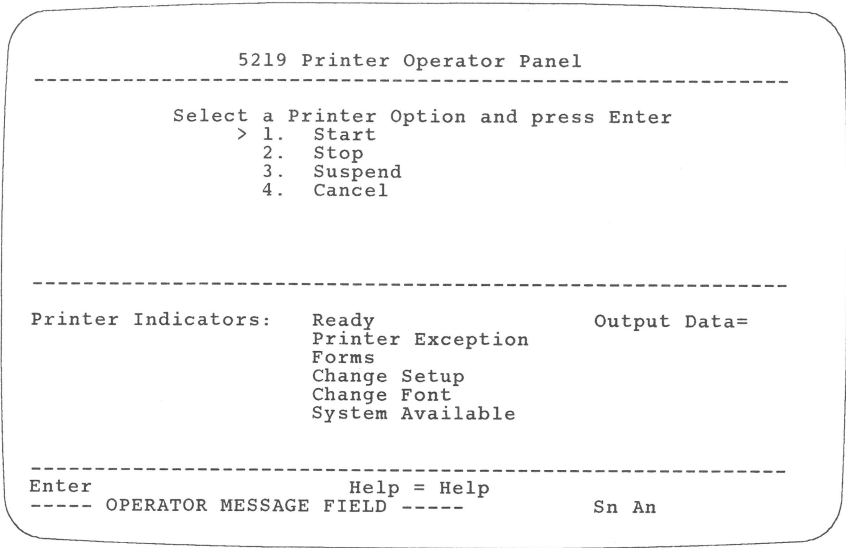 5219 Printer Operator Panel
------------------------------------------------------------
Select a Printer Option and press Enter
> 1. Start
2. Stop
3. Suspend
4. Cancel
------------------------------------------------------------
Printer Indicators: Ready Output Data=
Printer Exception
Forms
Change Setup
Change Font
System Available
------------------------------------------------------------
Enter Help = Help
----- OPERATOR MESSAGE FIELD ----- Sn An